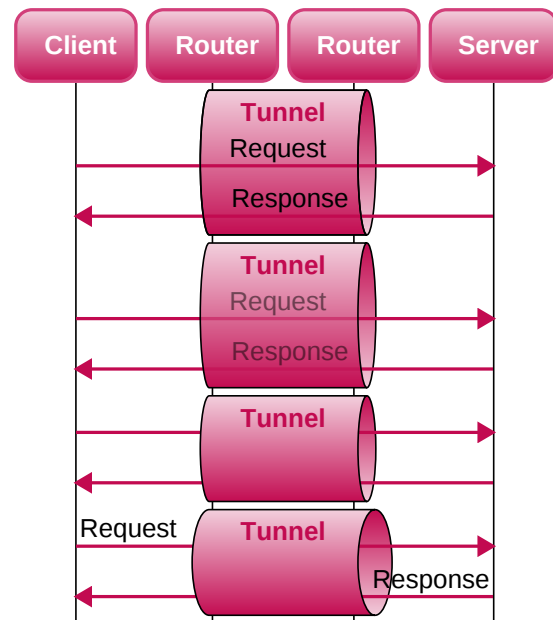 Client Router Router Server
Tunnel
Request
Response
Tunnel
Request
Response
Tunnel
Tunnel
Request
Response